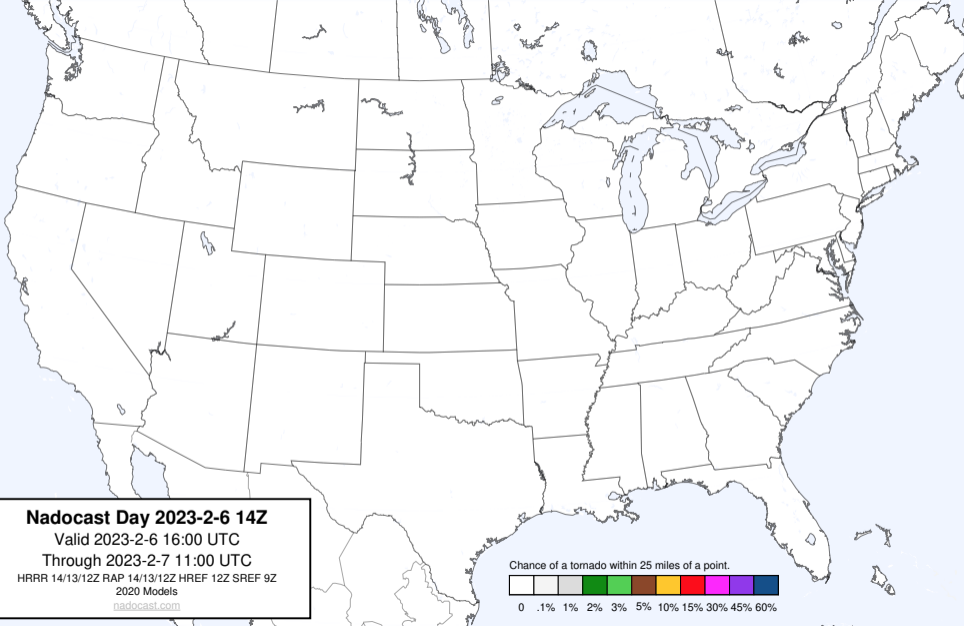 Nadocast Day 2023-2-6 14Z
Valid 2023-2-6 16:00 UTC
Through 2023-2-7 11:00 UTC
HRRR 14/13/12Z RAP 14/13/12Z HREF 12Z SREF 9Z
2020 Models
nadocast.com
Chance of a tornado within 25 miles of a point.
0 .1% 1% 2% 3% 5% 10% 15% 30% 45% 60%